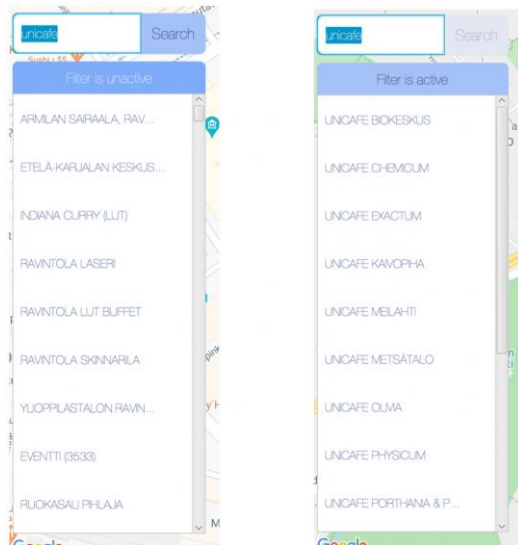 unicafe Search
Filter is unactive
ARMILAN SAIRAALA, RAV...
ETELÄ-KARJALAN KESKUS...
INDIANA CURRY (LUT)
RAVINTOLA LASERI
RAVINTOLA LUT BUFFET
RAVINTOLA SKINNARILA
YLIOPPILASTALON RAVIN...
EVENTTI (3533)
RUOKASALI PIHLAJA
Google
unicafe Search
Filter is active
UNICAFE BIOKESKUS
UNICAFE CHEMICUM
UNICAFE EXACTUM
UNICAFE KAIVOPIHA
UNICAFE MEILAHTI
UNICAFE METSÄTALO
UNICAFE OLIVIA
UNICAFE PHYSICUM
UNICAFE PORTHANIA & P...
Google